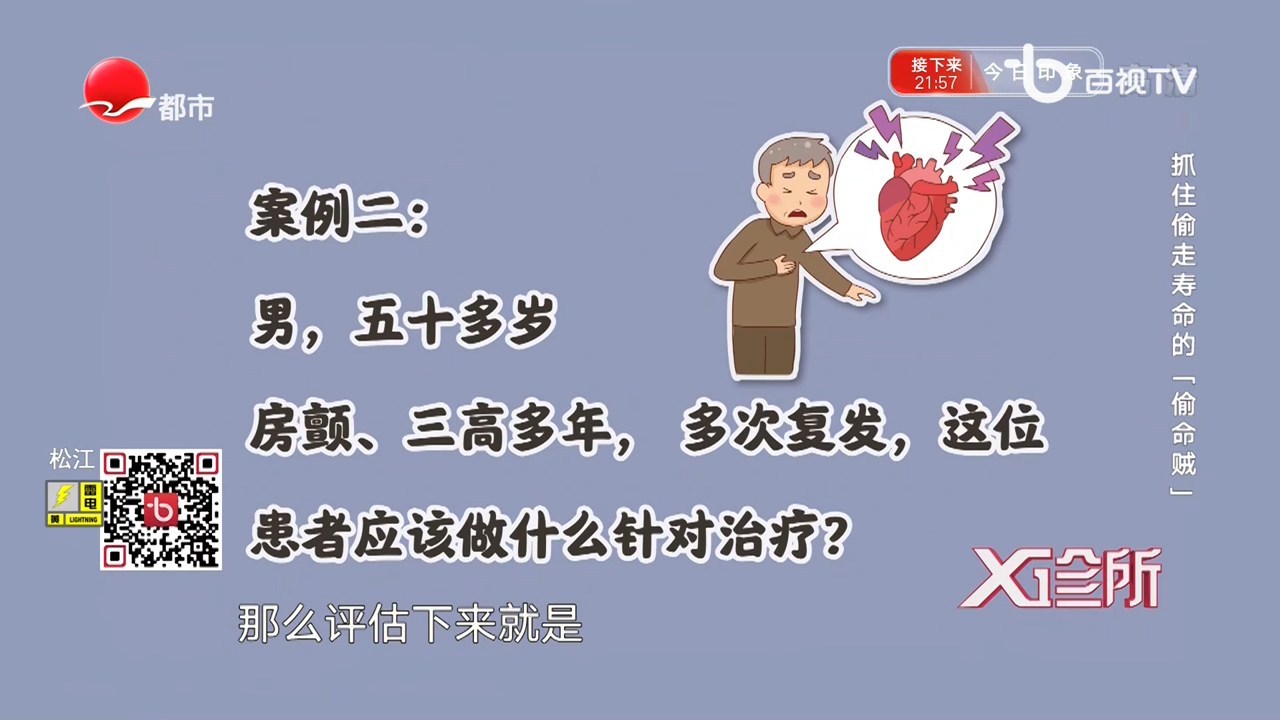 都市
接下来
21:57
今日印象
百视TV
案例二：
男，五十多岁
房颤、三高多年， 多次复发，这位
患者应该做什么针对治疗？
抓住偷走寿命的「偷命贼」
松江
雷电
黄
LIGHTNING
X诊所
那么评估下来就是